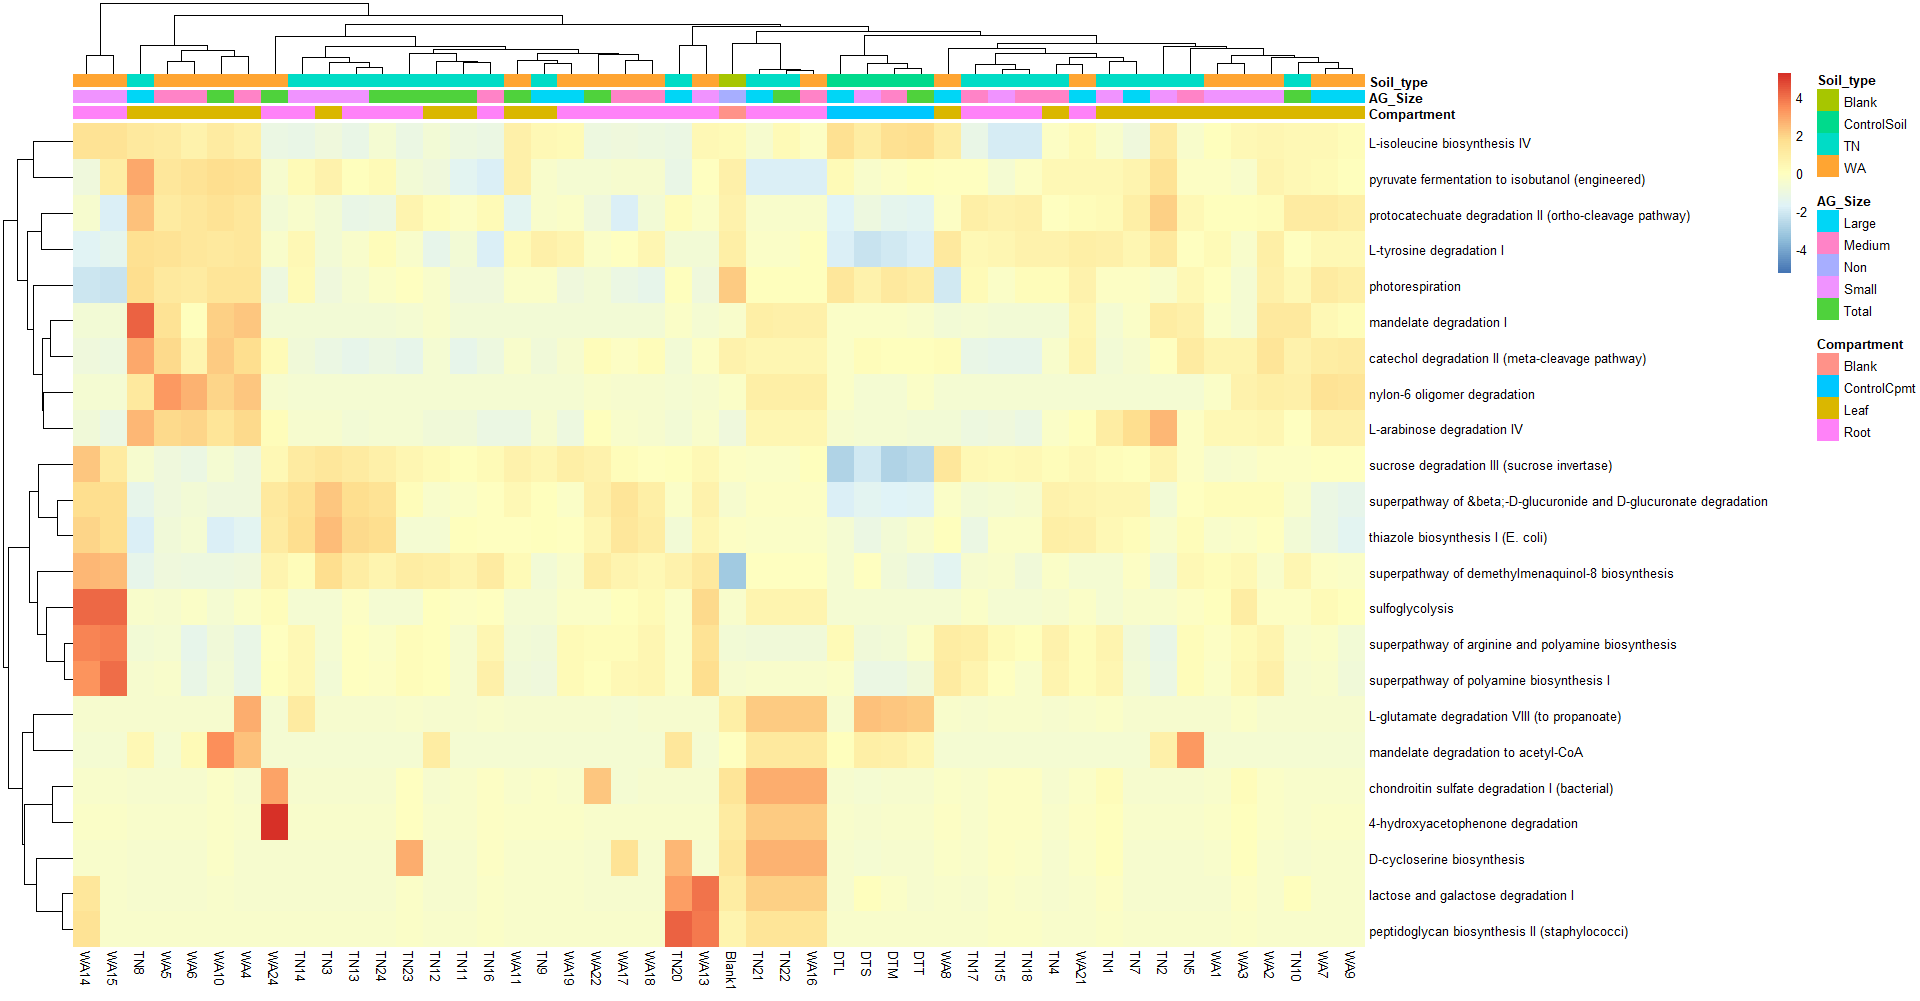 Soil_type
AG_Size
Compartment
L-isoleucine biosynthesis IV
pyruvate fermentation to isobutanol (engineered)
protocatechuate degradation II (ortho-cleavage pathway)
L-tyrosine degradation I
photorespiration
mandelate degradation I
catechol degradation II (meta-cleavage pathway)
nylon-6 oligomer degradation
L-arabinose degradation IV
sucrose degradation III (sucrose invertase)
superpathway of &beta;-D-glucuronide and D-glucuronate degradation
thiazole biosynthesis I (E. coli)
superpathway of demethylmenaquinol-8 biosynthesis
sulfoglycolysis
superpathway of arginine and polyamine biosynthesis
superpathway of polyamine biosynthesis I
L-glutamate degradation VIII (to propanoate)
mandelate degradation to acetyl-CoA
chondroitin sulfate degradation I (bacterial)
4-hydroxyacetophenone degradation
D-cycloserine biosynthesis
lactose and galactose degradation I
peptidoglycan biosynthesis II (staphylococci)
WA14
WA15
TN8
WA5
WA6
WA10
WA4
WA24
TN14
TN3
TN13
TN24
TN23
TN12
TN11
TN16
WA11
TN9
WA19
WA22
WA17
WA18
TN20
WA13
Blank1
TN21
TN22
WA16
DTL
DTS
DTM
DTT
WA8
TN17
TN15
TN18
TN4
WA21
TN1
TN7
TN2
TN5
WA1
WA3
WA2
TN10
WA7
WA9
4
2
0
-2
-4
Soil_type
Blank
ControlSoil
TN
WA
AG_Size
Large
Medium
Non
Small
Total
Compartment
Blank
ControlCpmt
Leaf
Root